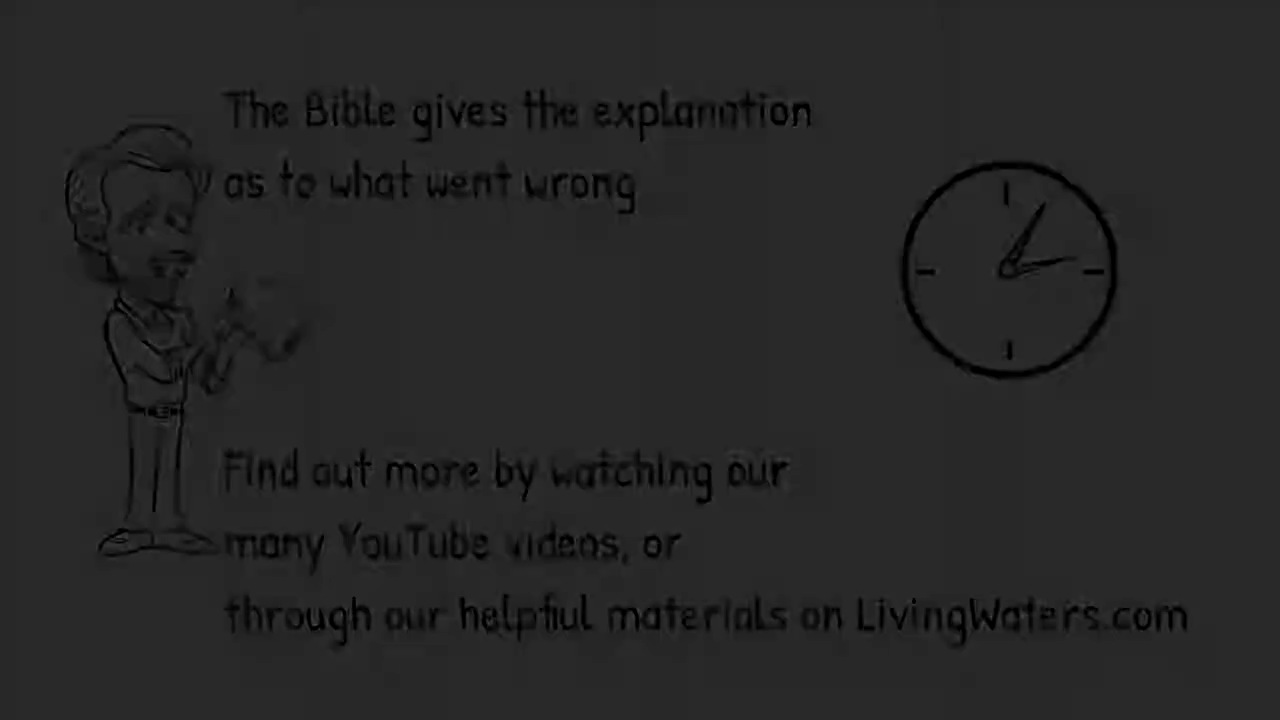 The Bible gives the explanation
as to what went wrong
Find out more by watching our
many YouTube videos, or
through our helpful materials on LivingWaters.com